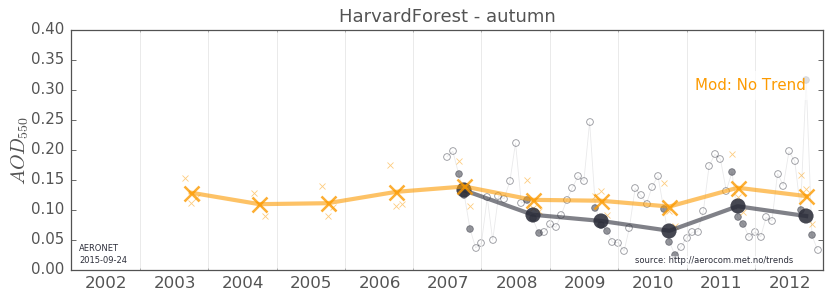 HarvardForest - autumn
0.40
0.35
0.30
0.25
0.20
0.15
0.10
0.05
0.00
AOD550
Mod: No Trend
AERONET
2015-09-24
source: http://aerocom.met.no/trends
2002 2003 2004 2005 2006 2007 2008 2009 2010 2011 2012